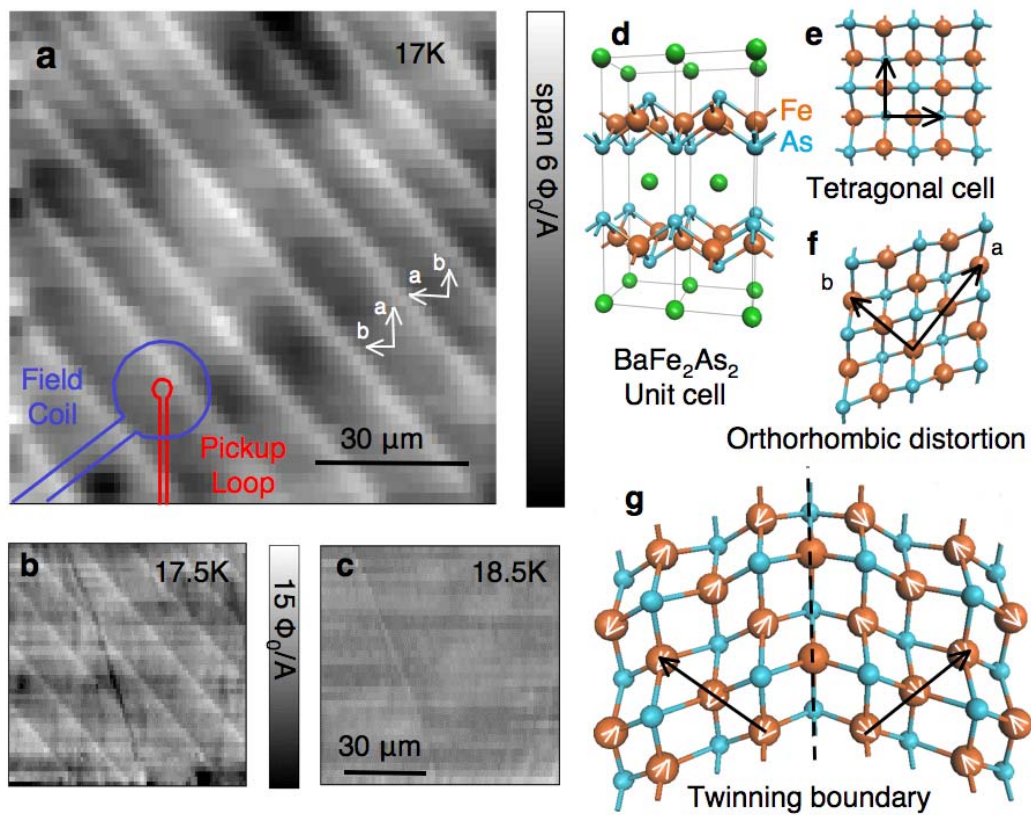 a
17K
b
a
a
b
Field
Coil
Pickup
Loop
30 μm
span 6 Φ₀/A
b
17.5K
15 Φ₀/A
c
18.5K
30 μm
d
Fe
As
BaFe₂As₂
Unit cell
e
Tetragonal cell
f
a
b
Orthorhombic distortion
g
Twinning boundary